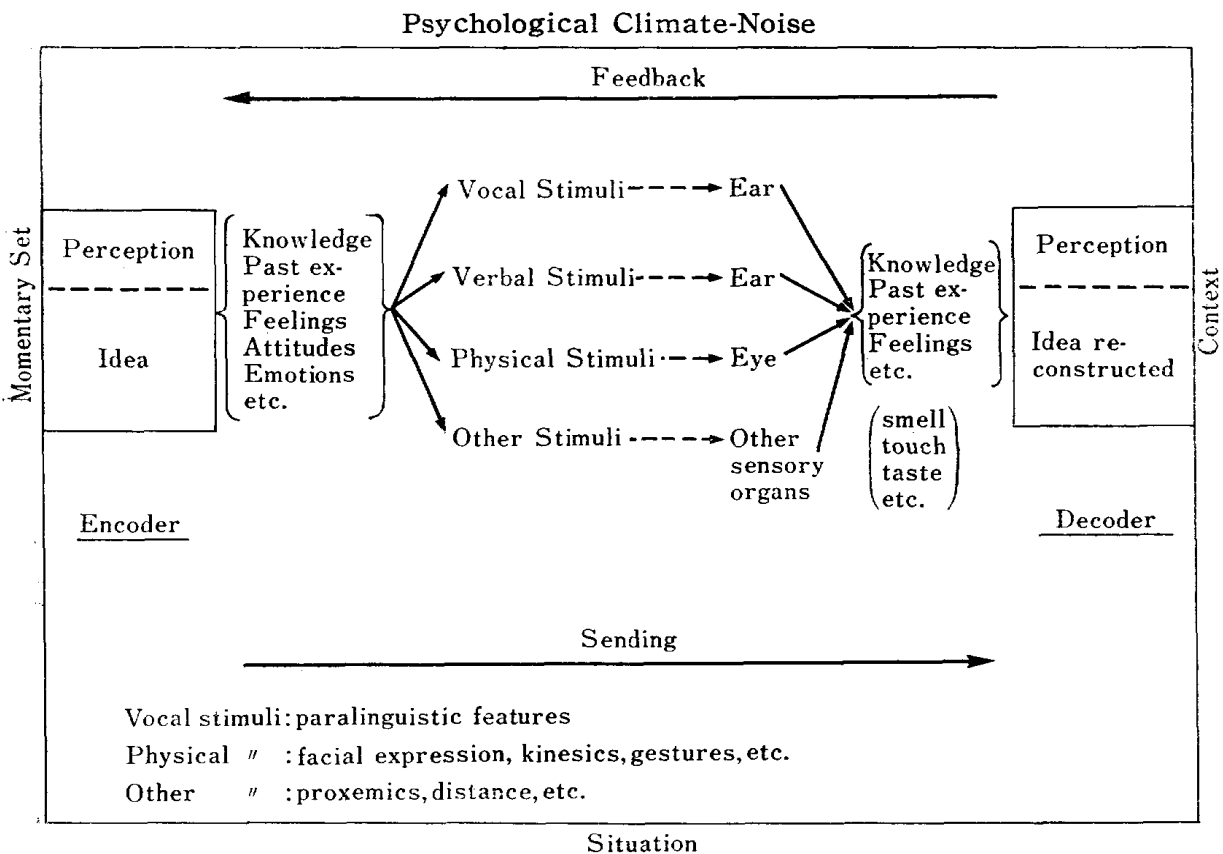 Psychological Climate-Noise
Feedback
Momentary Set
Perception
Idea
Knowledge
Past ex-
perience
Feelings
Attitudes
Emotions
etc.
Vocal Stimuli
Ear
Verbal Stimuli
Ear
Physical Stimuli
Eye
Other Stimuli
Other
sensory
organs
Knowledge
Past ex-
perience
Feelings
etc.
smell
touch
taste
etc.
Perception
Idea re-
constructed
Context
Encoder
Decoder
Sending
Vocal stimuli: paralinguistic features
Physical 〃 : facial expression, kinesics, gestures, etc.
Other 〃 : proxemics, distance, etc.
Situation